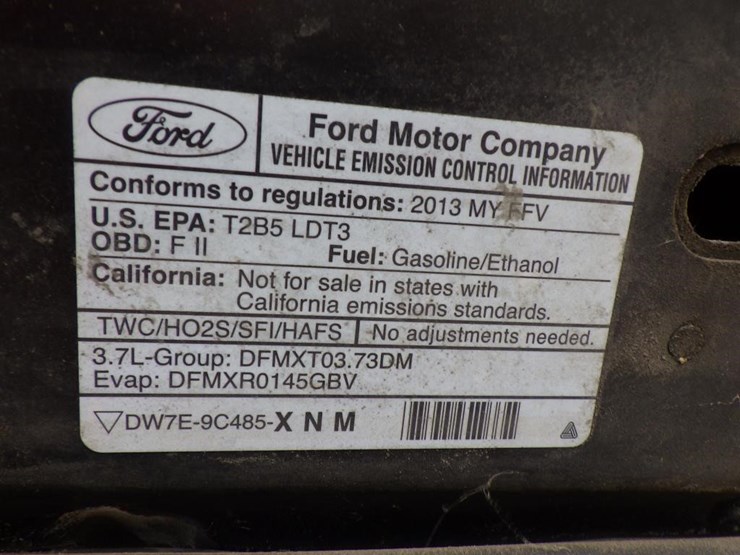 Ford
Ford Motor Company
VEHICLE EMISSION CONTROL INFORMATION
Conforms to regulations: 2013 MY FFV
U.S. EPA: T2B5 LDT3
OBD: F II
Fuel: Gasoline/Ethanol
California: Not for sale in states with
California emissions standards.
TWC/HO2S/SFI/HAFS
No adjustments needed.
3.7L-Group: DFMXT03.73DM
Evap: DFMXR0145GBV
DW7E-9C485-X N M